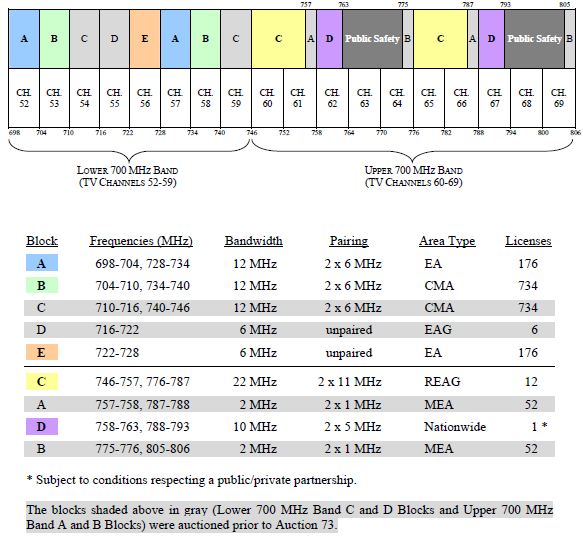 757 763 775 787 793 805
A B C D E A B C C A D Public Safety B C A D Public Safety B
CH. 52 CH. 53 CH. 54 CH. 55 CH. 56 CH. 57 CH. 58 CH. 59 CH. 60 CH. 61 CH. 62 CH. 63 CH. 64 CH. 65 CH. 66 CH. 67 CH. 68 CH. 69
698 704 710 716 722 728 734 740 746 752 758 764 770 776 782 788 794 800 806
LOWER 700 MHZ BAND
(TV CHANNELS 52-59)
UPPER 700 MHZ BAND
(TV CHANNELS 60-69)
Block Frequencies (MHz) Bandwidth Pairing Area Type Licenses
A 698-704, 728-734 12 MHz 2 x 6 MHz EA 176
B 704-710, 734-740 12 MHz 2 x 6 MHz CMA 734
C 710-716, 740-746 12 MHz 2 x 6 MHz CMA 734
D 716-722 6 MHz unpaired EAG 6
E 722-728 6 MHz unpaired EA 176
C 746-757, 776-787 22 MHz 2 x 11 MHz REAG 12
A 757-758, 787-788 2 MHz 2 x 1 MHz MEA 52
D 758-763, 788-793 10 MHz 2 x 5 MHz Nationwide 1 *
B 775-776, 805-806 2 MHz 2 x 1 MHz MEA 52
* Subject to conditions respecting a public/private partnership.
The blocks shaded above in gray (Lower 700 MHz Band C and D Blocks and Upper 700 MHz
Band A and B Blocks) were auctioned prior to Auction 73.